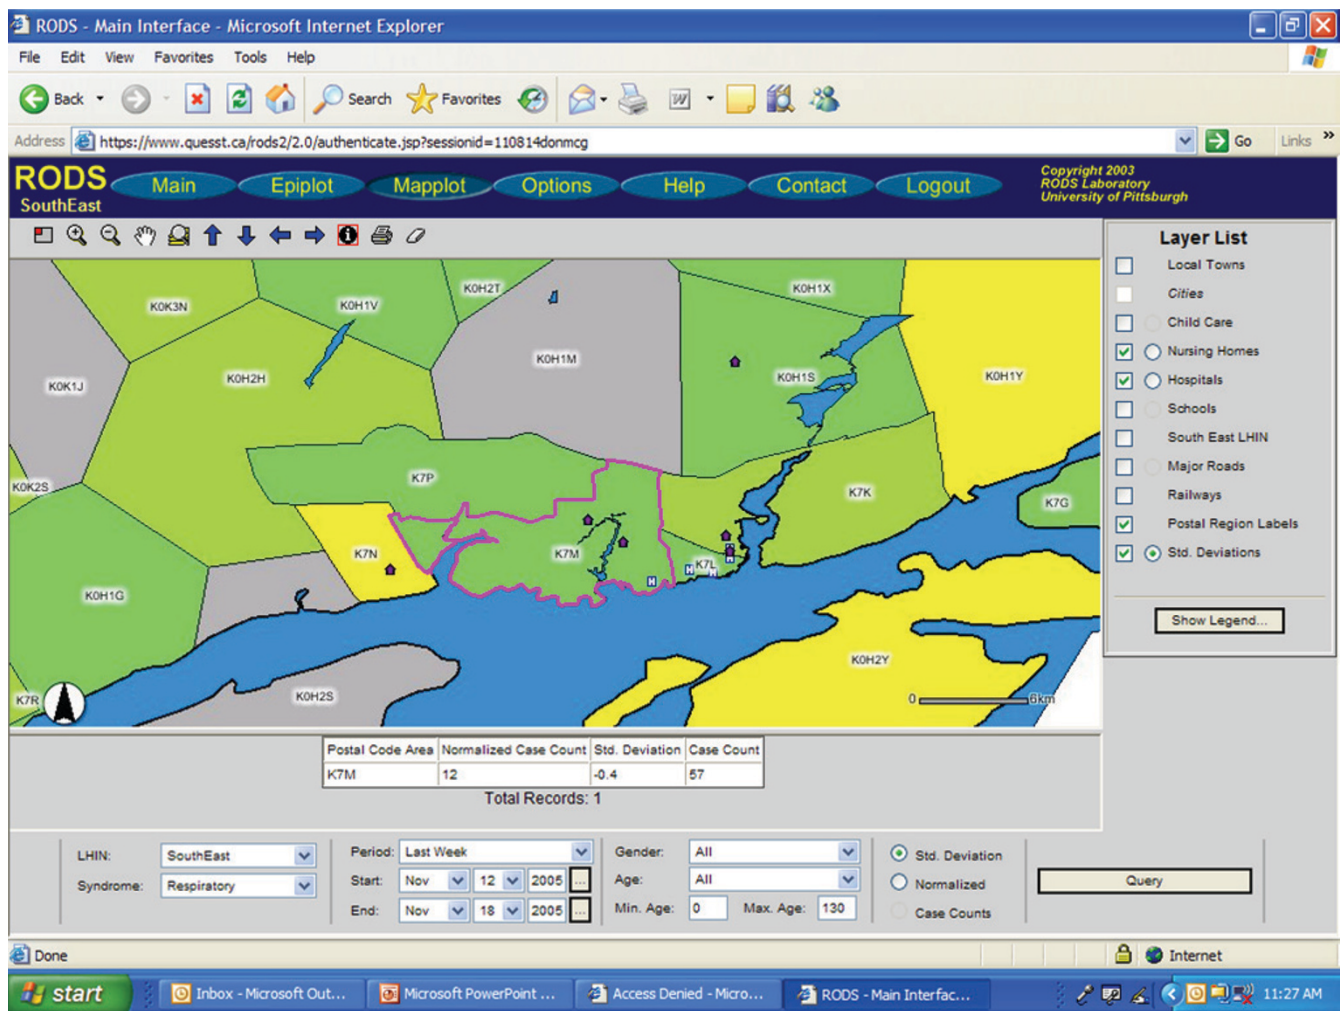 RODS - Main Interface - Microsoft Internet Explorer
File Edit View Favorites Tools Help
Back Search Favorites
Address https://www.quesst.ca/rods2/2.0/authenticate.jsp?sessionid=110814donmcg Go Links »
RODS
SouthEast
Main Epiplot Mapplot Options Help Contact Logout
Copyright 2003
RODS Laboratory
University of Pittsburgh
Layer List
Local Towns
Cities
Child Care
Nursing Homes
Hospitals
Schools
South East LHIN
Major Roads
Railways
Postal Region Labels
Std. Deviations
Show Legend...
K0K3N
K0H1V
K0H2T
K0H1X
K0K1J
K0H2H
K0H1M
K0H1S
K0H1Y
K0K2S
K7P
K7K
K7G
K7N
K7M
K7L
H
H
H
H
K0H1G
K0H2Y
K7R
K0H2S
0 6km
Postal Code Area Normalized Case Count Std. Deviation Case Count
K7M 12 -0.4 57
Total Records: 1
LHIN: SouthEast
Syndrome: Respiratory
Period: Last Week
Start: Nov 12 2005 ...
End: Nov 18 2005 ...
Gender: All
Age: All
Min. Age: 0 Max. Age: 130
Std. Deviation
Normalized
Case Counts
Query
Done Internet
start Inbox - Microsoft Out... Microsoft PowerPoint ... Access Denied - Micro... RODS - Main Interfac... 11:27 AM